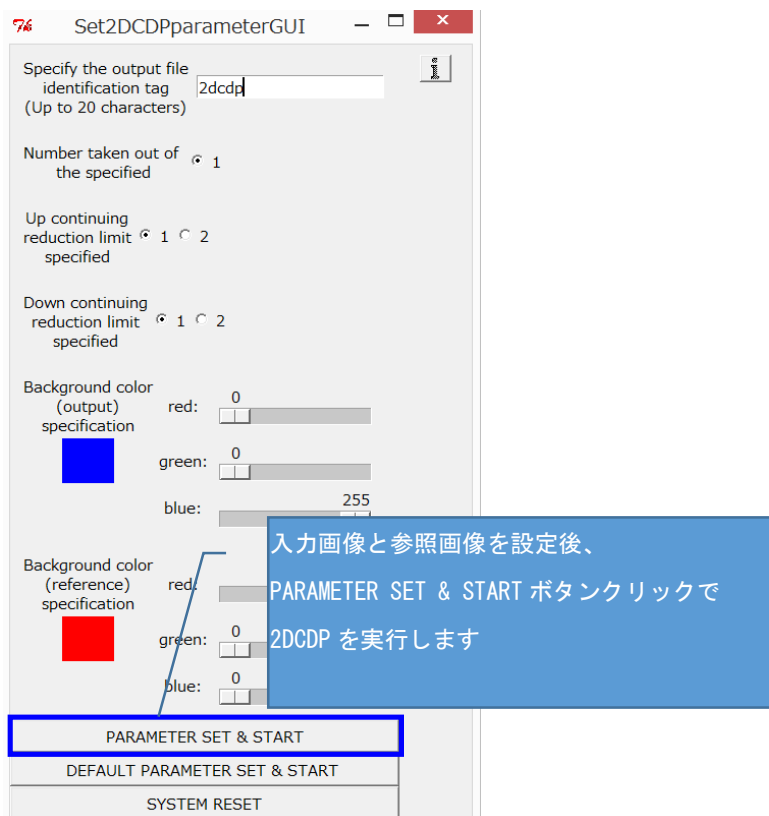 Set2DCDPparameterGUI
Specify the output file
identification tag
(Up to 20 characters)
2dcdp
i
Number taken out of
the specified
1
Up continuing
reduction limit
specified
1 2
Down continuing
reduction limit
specified
1 2
Background color
(output)
specification
red:
0
green:
0
blue:
255
Background color
(reference)
specification
red:
green:
0
blue:
0
入力画像と参照画像を設定後、
PARAMETER SET & START ボタンクリックで
2DCDP を実行します
PARAMETER SET & START
DEFAULT PARAMETER SET & START
SYSTEM RESET